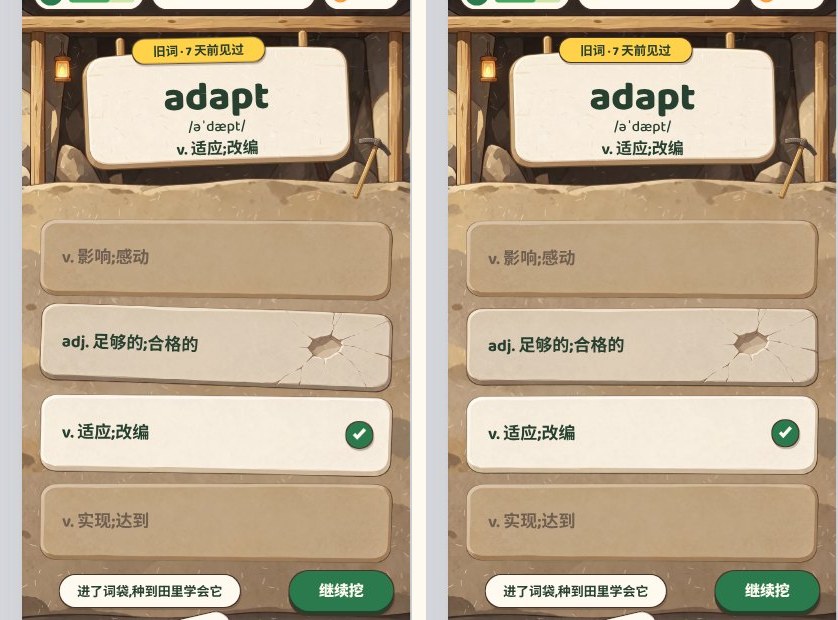 旧词·7 天前见过
adapt
/əˈdæpt/
v. 适应;改编
v. 影响;感动
adj. 足够的;合格的
v. 适应;改编
v. 实现;达到
进了词袋,种到田里学会它
继续挖
旧词·7 天前见过
adapt
/əˈdæpt/
v. 适应;改编
v. 影响;感动
adj. 足够的;合格的
v. 适应;改编
v. 实现;达到
进了词袋,种到田里学会它
继续挖